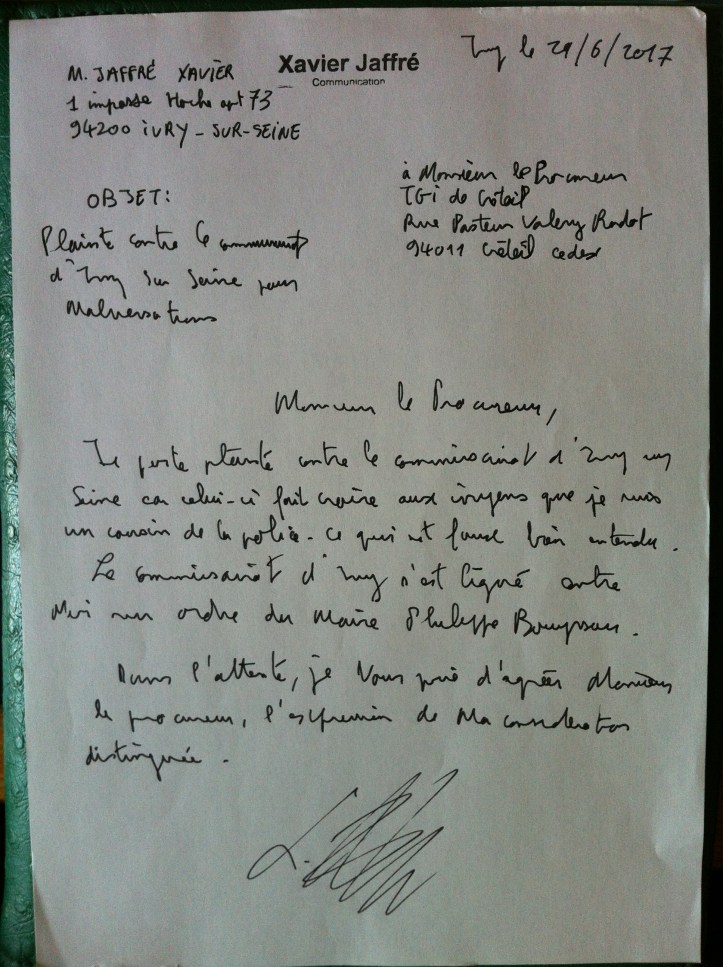 Xavier Jaffré
Communication
Ivry le 29/6/2017
M. JAFFRÉ XAVIER
1 impasse Hoche apt 73
94200 IVRY-SUR-SEINE
à Monsieur le Procureur
TGI de Créteil
Rue Pasteur Valery Radot
94011 Créteil cedex
OBJET:
Plainte contre le commissariat
d'Ivry sur Seine pour
Malversations
Monsieur le Procureur,
Je porte plainte contre le commissariat d'Ivry sur
Seine car celui-ci fait croire aux ivryens que je suis
un cousin de la police. ce qui est faux bien entendu.
Le commissariat d'Ivry s'est ligué contre
Moi sur ordre du Maire Philippe Bouyssou.
Dans l'attente, je Vous prie d'agréer Monsieur
le procureur, l'expression de Ma consideration
distinguée.